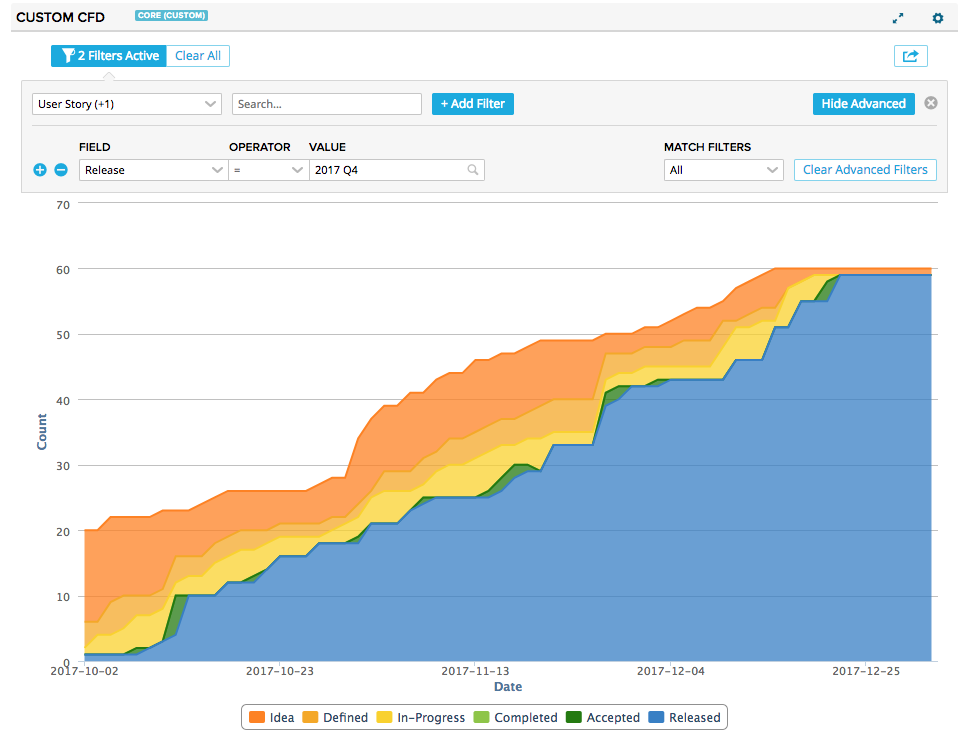 CUSTOM CFD CORE (CUSTOM)
2 Filters Active Clear All
User Story (+1) Search... + Add Filter Hide Advanced
FIELD OPERATOR VALUE MATCH FILTERS
Release = 2017 Q4 All Clear Advanced Filters
70
60
50
40
30
20
10
0
Count
2017-10-02 2017-10-23 2017-11-13 2017-12-04 2017-12-25
Date
Idea Defined In-Progress Completed Accepted Released